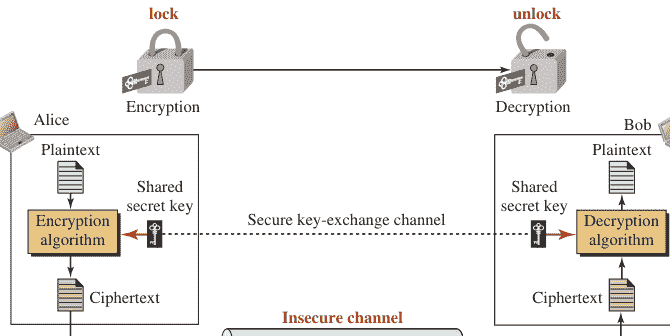 lock
unlock
Encryption
Decryption
Alice
Bob
Plaintext
Plaintext
Shared
secret key
Shared
secret key
Encryption
algorithm
Secure key-exchange channel
Decryption
algorithm
Ciphertext
Ciphertext
Insecure channel